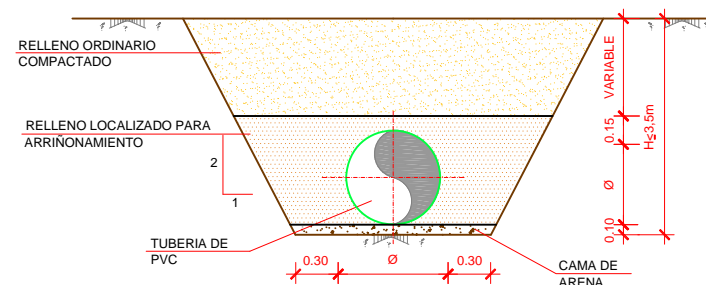 RELLENO ORDINARIO
COMPACTADO
RELLENO LOCALIZADO PARA
ARRIÑONAMIENTO
2
1
TUBERIA DE
PVC
0.30
Ø
0.30
CAMA DE
ARENA
VARIABLE
0.15
Ø
0.10
H≤3,5m